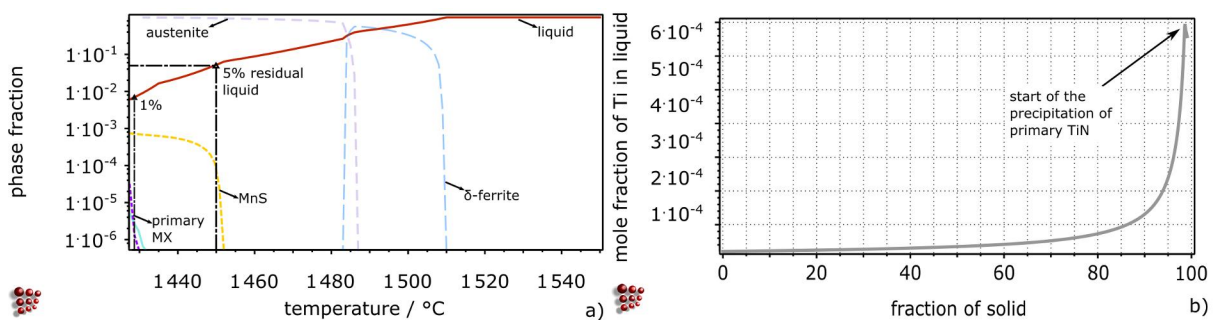 phase fraction
1·10⁻¹
1·10⁻²
1·10⁻³
1·10⁻⁴
1·10⁻⁵
1·10⁻⁶
austenite
liquid
5% residual
liquid
1%
MnS
primary
MX
δ-ferrite
1 440
1 460
1 480
1 500
1 520
1 540
temperature / °C
a)
mole fraction of Ti in liquid
6·10⁻⁴
5·10⁻⁴
4·10⁻⁴
3·10⁻⁴
2·10⁻⁴
1·10⁻⁴
start of the
precipitation of
primary TiN
0
20
40
60
80
100
fraction of solid
b)